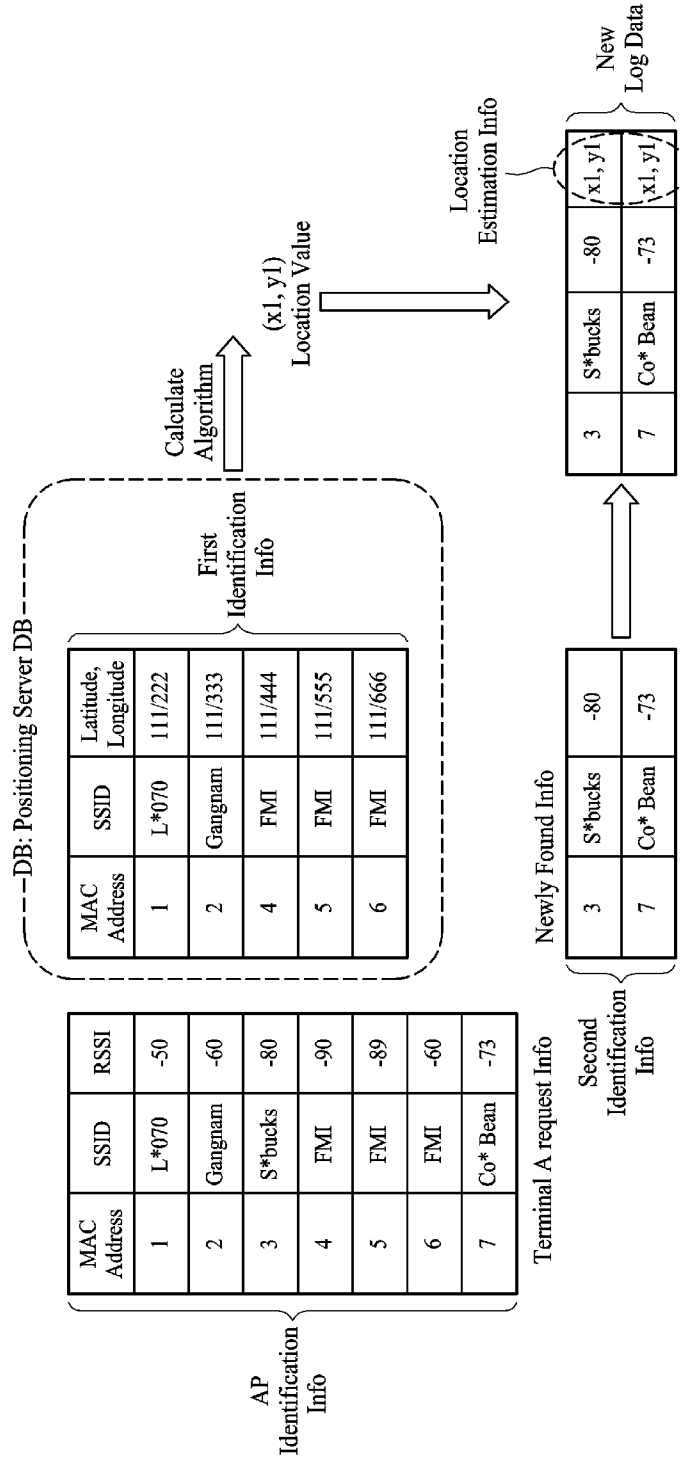 AP
Identification
Info
MAC
Address
SSID
RSSI
1
L*070
-50
2
Gangnam
-60
3
S*bucks
-80
4
FMI
-90
5
FMI
-89
6
FMI
-60
7
Co* Bean
-73
Terminal A request Info
DB: Positioning Server DB
MAC
Address
SSID
Latitude,
Longitude
1
L*070
111/222
2
Gangnam
111/333
4
FMI
111/444
5
FMI
111/555
6
FMI
111/666
First
Identification
Info
Calculate
Algorithm
(x1, y1)
Location Value
Second
Identification
Info
Newly Found Info
3
S*bucks
-80
7
Co* Bean
-73
Location
Estimation Info
3
S*bucks
-80
x1, y1
7
Co* Bean
-73
x1, y1
New
Log Data